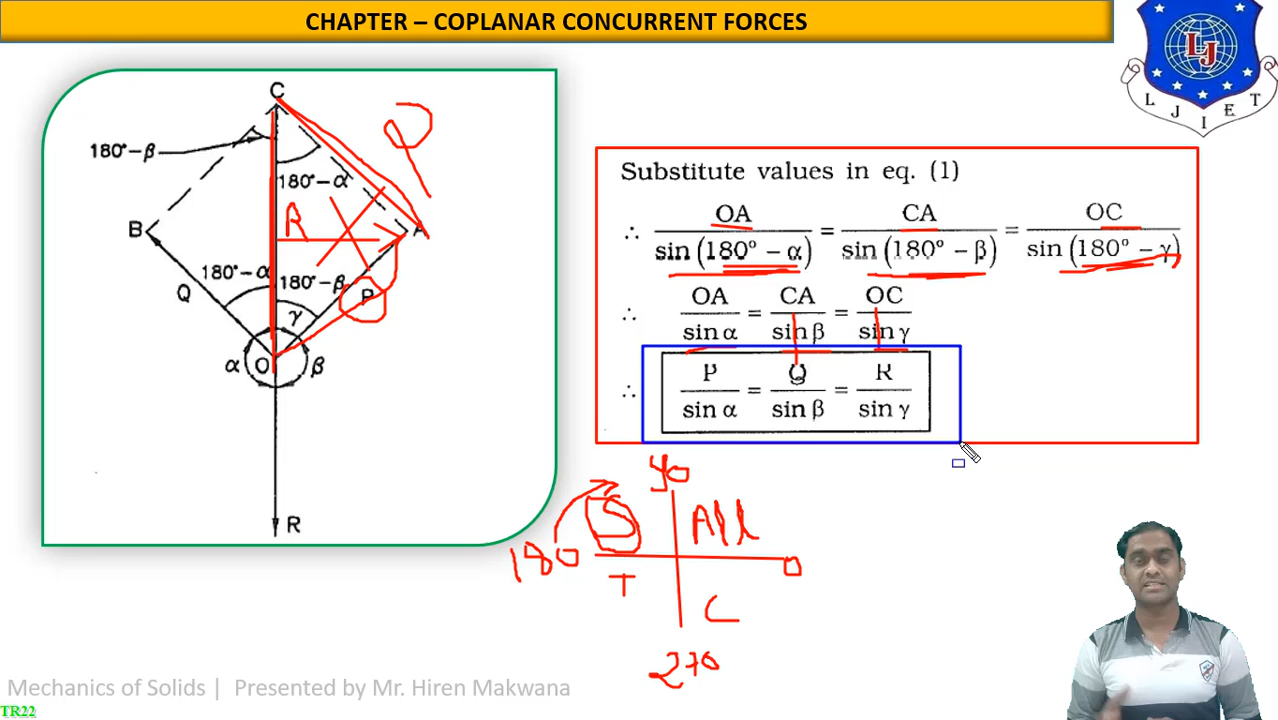 CHAPTER – COPLANAR CONCURRENT FORCES
L J I E T
LJ
C
180°-β
180°-α
Q
R
B
A
180°-α
180°-β
Q
P
γ
α
O
β
R
Substitute values in eq. (1)
∴ OA / sin (180° – α) = CA / sin (180° – β) = OC / sin (180° – γ)
∴ OA / sin α = CA / sin β = OC / sin γ
∴ P / sin α = Q / sin β = R / sin γ
90
S
All
180
0
T
C
270
Mechanics of Solids | Presented by Mr. Hiren Makwana
TR22